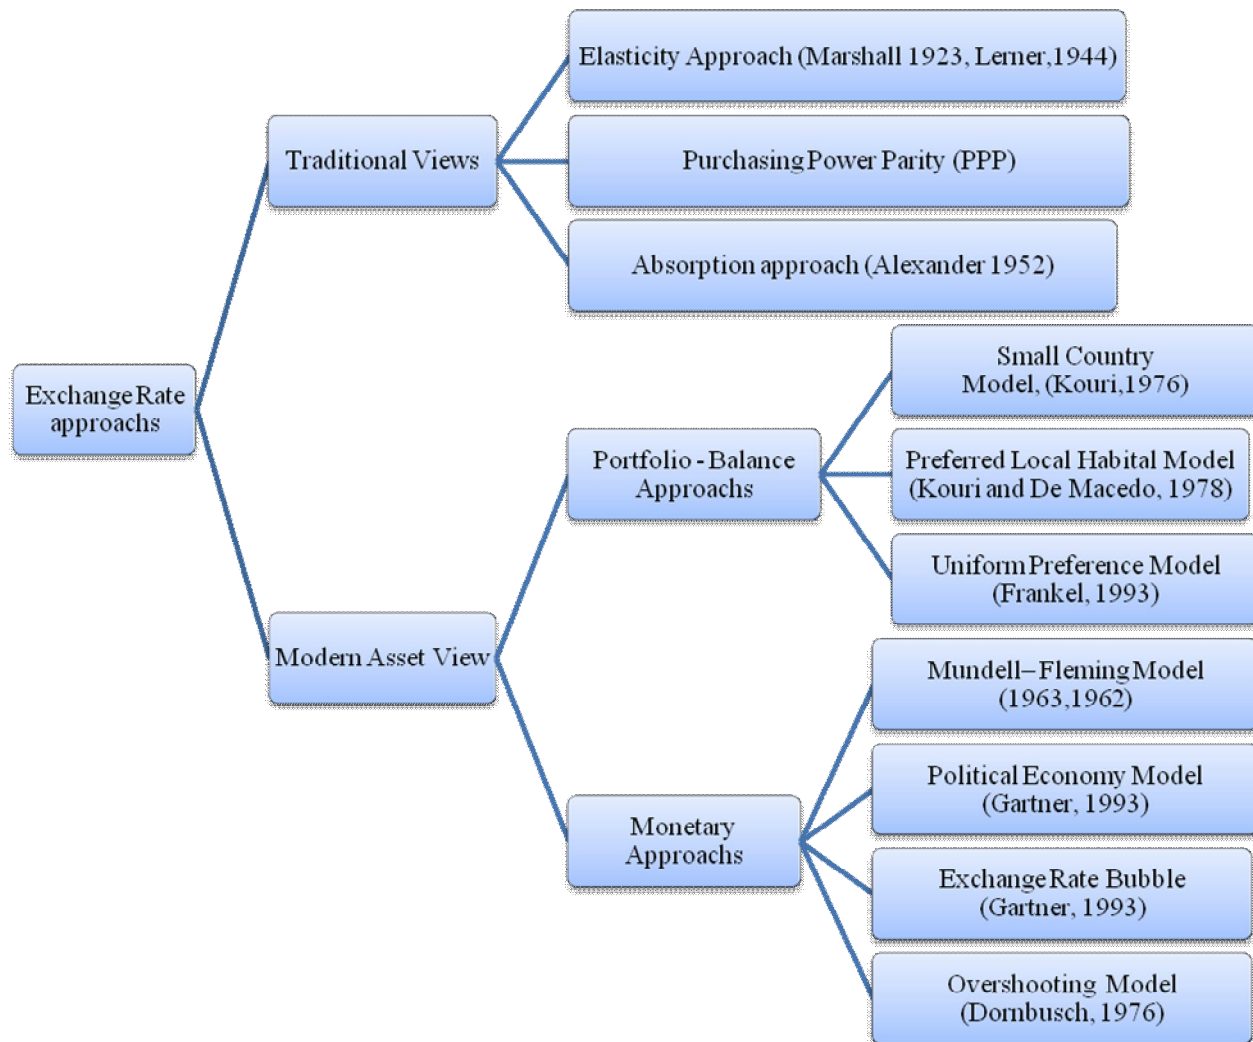 Elasticity Approach (Marshall 1923, Lerner,1944)
Traditional Views
Purchasing Power Parity (PPP)
Absorption approach (Alexander 1952)
Exchange Rate
approachs
Small Country
Model, (Kouri,1976)
Portfolio - Balance
Approachs
Preferred Local Habital Model
(Kouri and De Macedo, 1978)
Uniform Preference Model
(Frankel, 1993)
Modern Asset View
Mundell–Fleming Model
(1963,1962)
Political Economy Model
(Gartner, 1993)
Monetary
Approachs
Exchange Rate Bubble
(Gartner, 1993)
Overshooting Model
(Dornbusch, 1976)